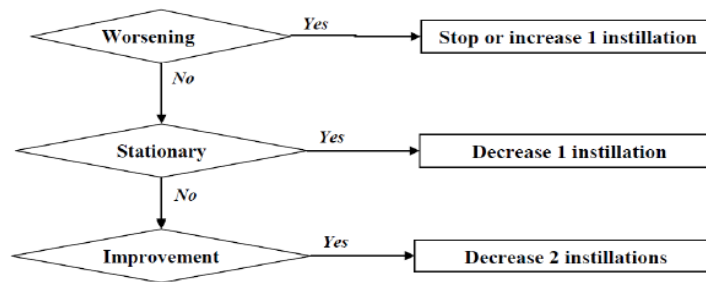 Worsening
Yes
Stop or increase 1 instillation
No
Stationary
Yes
Decrease 1 instillation
No
Improvement
Yes
Decrease 2 instillations